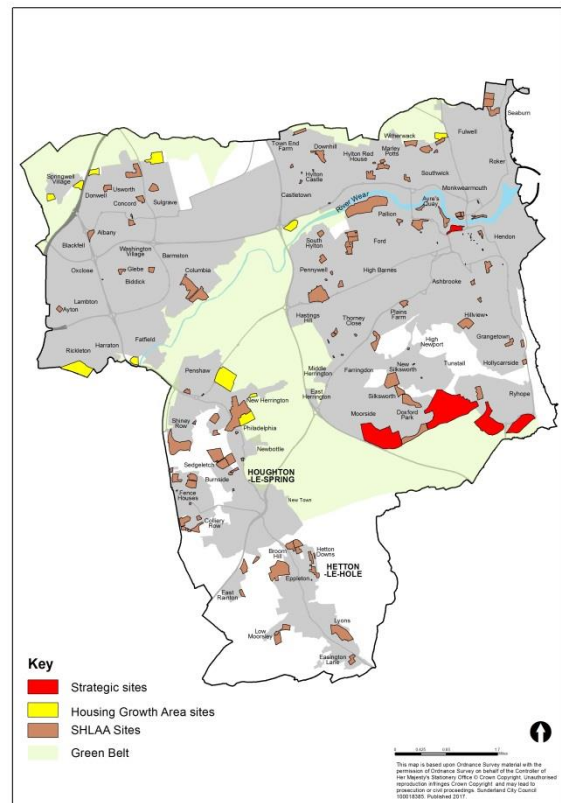 Seaburn
Witherwack
Fulwell
Town End
Farm
Downhill
Hylton Red
House
Marley
Potts
Roker
Southwick
Hylton
Castle
Springwell
Village
Usworth
Donwell
Concord
Sulgrave
Castletown
River Wear
Monkwearmouth
Ayre's
Quay
Pallion
Albany
Washington
Village
Blackfell
South
Hylton
Ford
Hendon
Oxclose
Barmston
Glebe
Biddick
Columbia
Pennywell
High Barnes
Ashbrooke
Lambton
Ayton
Hastings
Hill
Thorney
Close
Plains
Farm
Hillview
Rickleton
Harraton
Fatfield
High
Newport
Grangetown
Penshaw
Middle
Herrington
Farringdon
New
Silksworth
Tunstall
Hollycarrside
East
Herrington
Silksworth
Ryhope
New Herrington
Moorside
Doxford
Park
Shiney
Row
Philadelphia
Newbottle
Sedgeletch
HOUGHTON
-LE-SPRING
Burnside
Fence
Houses
New Town
Colliery
Row
Broom
Hill
Hetton
Downs
HETTON
-LE-HOLE
Eppleton
East
Rainton
Low
Moorsley
Lyons
Easington
Lane
Key
Strategic sites
Housing Growth Area sites
SHLAA Sites
Green Belt
This map is based upon Ordnance Survey material with the
permission of Ordnance Survey on behalf of the Controller of
Her Majesty's Stationery Office © Crown Copyright. Unauthorised
reproduction infringes Crown Copyright and may lead to
prosecution or civil proceedings. Sunderland City Council
100018385. Published 2017.